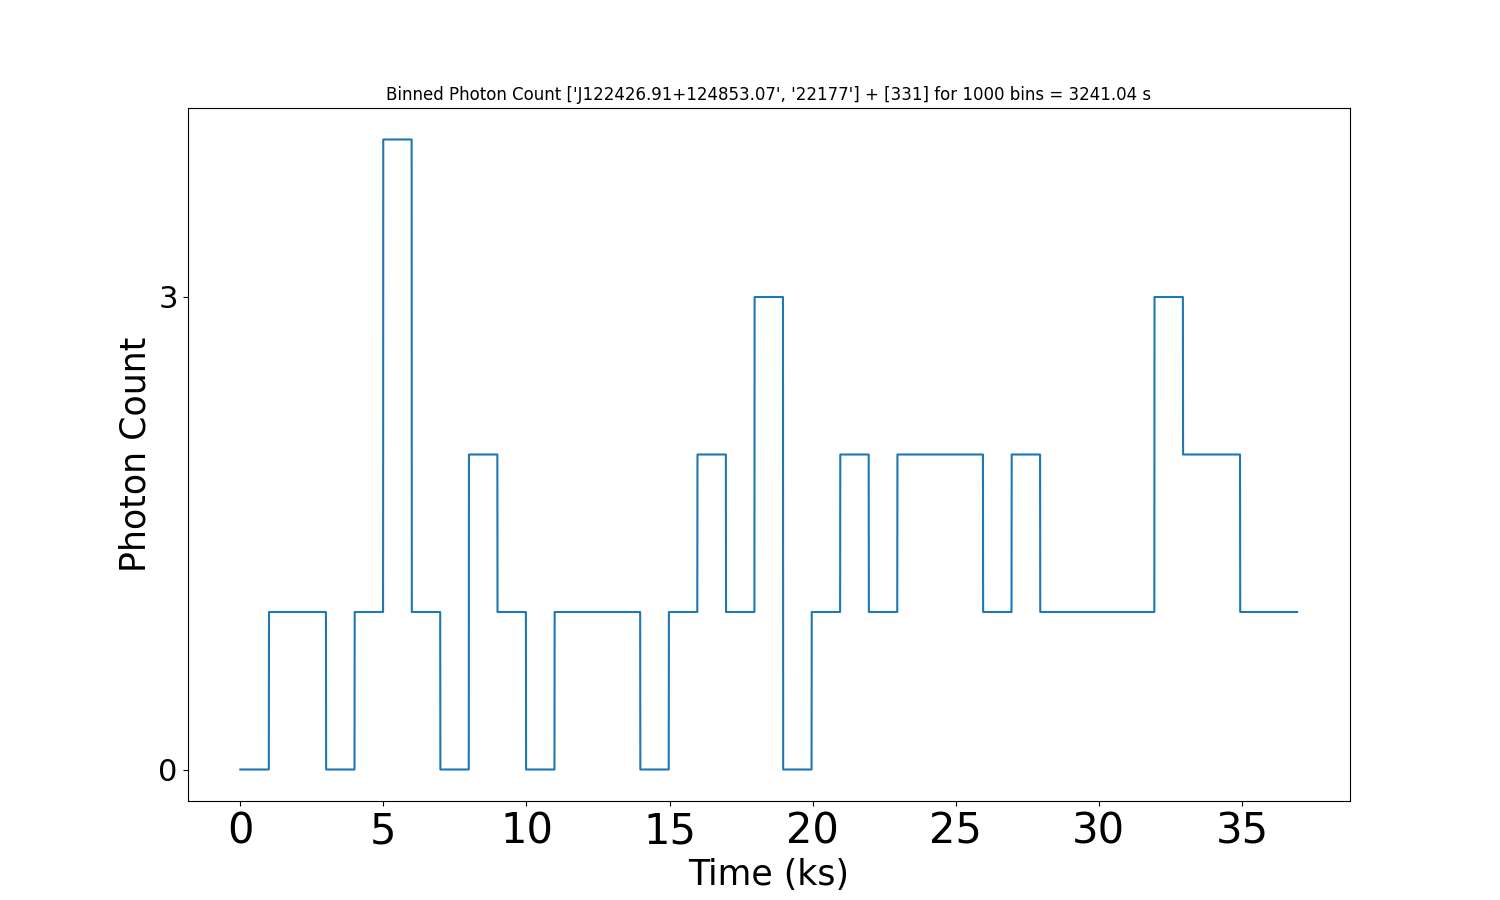 Binned Photon Count ['J122426.91+124853.07', '22177'] + [331] for 1000 bins = 3241.04 s
Photon Count
3
0
0 5 10 15 20 25 30 35
Time (ks)